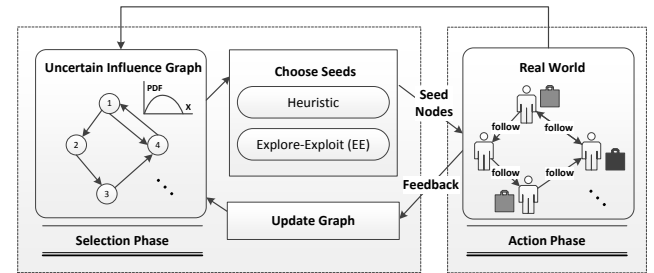 Uncertain Influence Graph
PDF
X
1
2
4
3
Selection Phase
Choose Seeds
Heuristic
Explore-Exploit (EE)
Update Graph
Seed
Nodes
Feedback
Real World
follow
follow
follow
follow
Action Phase